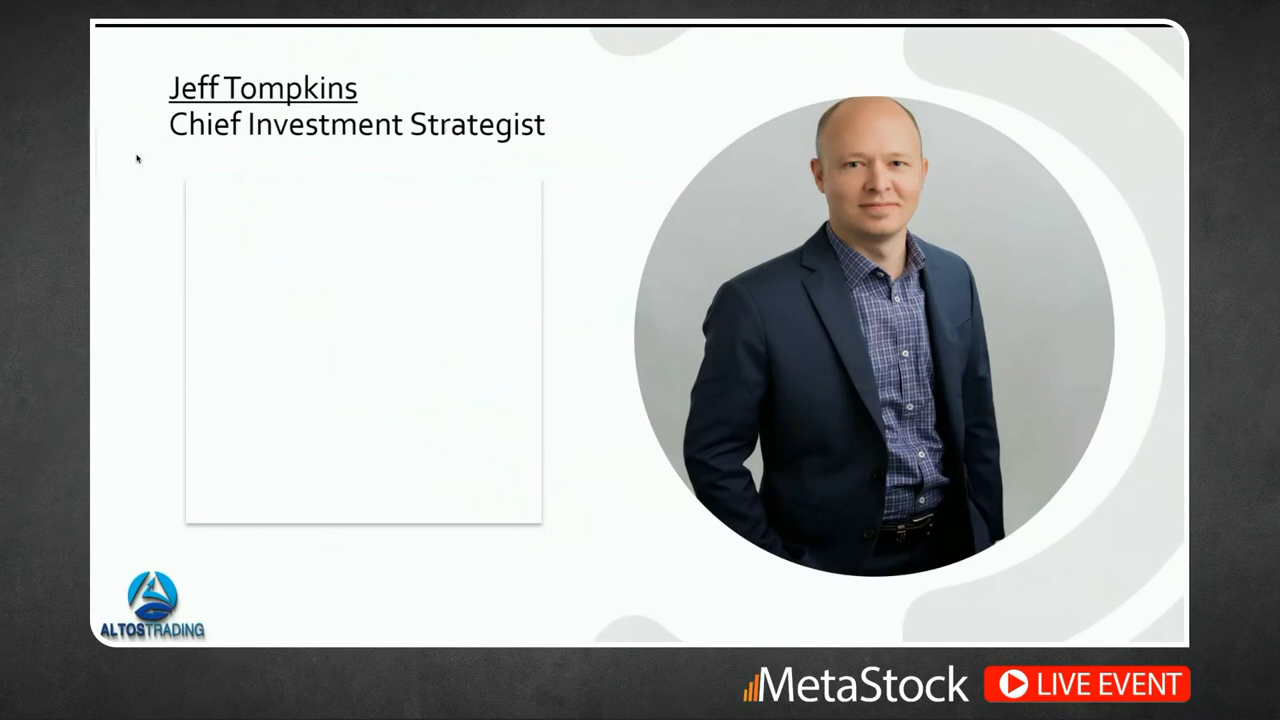 Jeff Tompkins
Chief Investment Strategist
ALTOSTRADING
MetaStock
LIVE EVENT